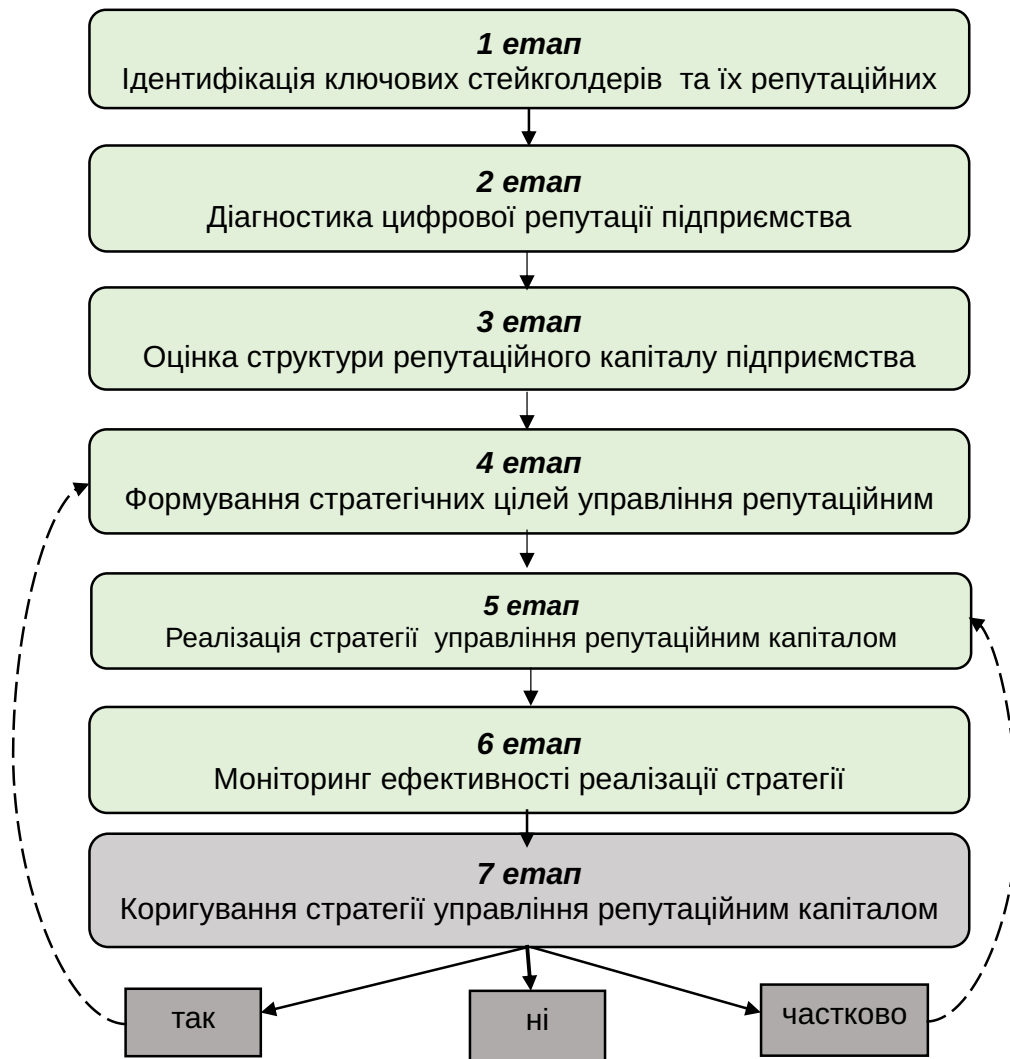 1 етап
Ідентифікація ключових стейкголдерів та їх репутаційних
2 етап
Діагностика цифрової репутації підприємства
3 етап
Оцінка структури репутаційного капіталу підприємства
4 етап
Формування стратегічних цілей управління репутаційним
5 етап
Реалізація стратегії управління репутаційним капіталом
6 етап
Моніторинг ефективності реалізації стратегії
7 етап
Коригування стратегії управління репутаційним капіталом
так
ні
частково